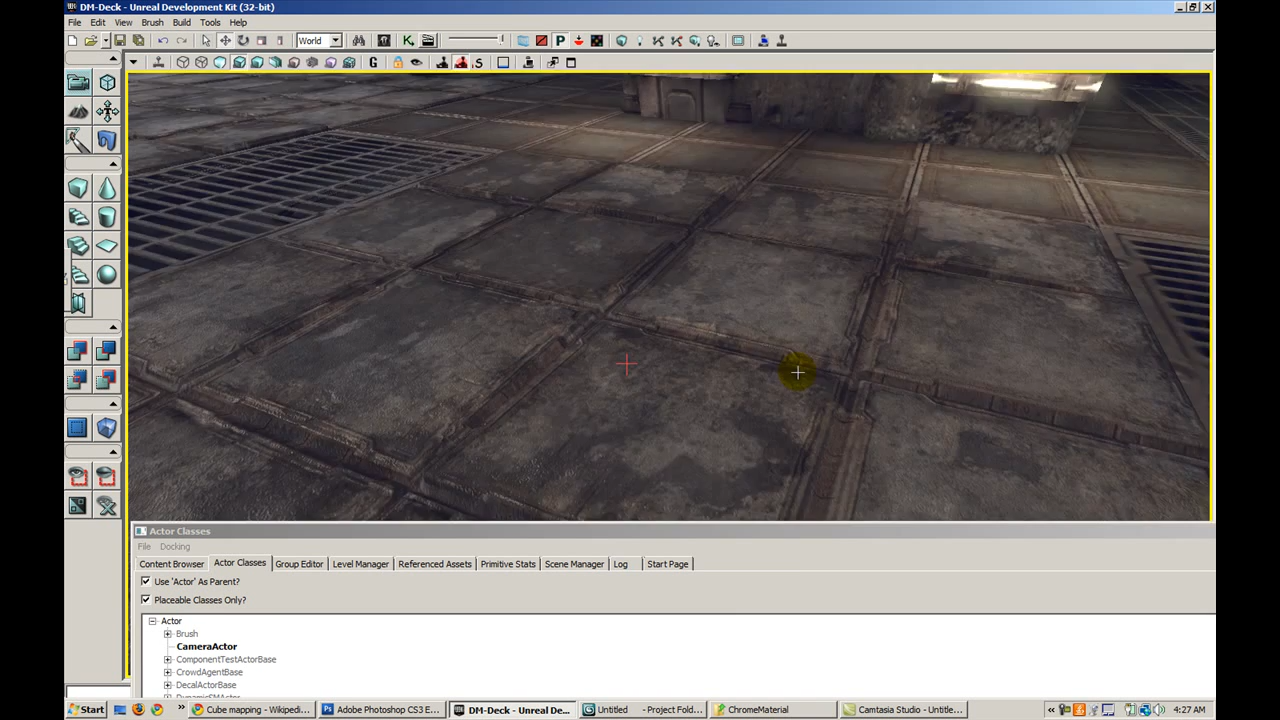 DM-Deck - Unreal Development Kit (32-bit)
File Edit View Brush Build Tools Help
World
Actor Classes
File Docking
Content Browser Actor Classes Group Editor Level Manager Referenced Assets Primitive Stats Scene Manager Log Start Page
Use 'Actor' As Parent?
Placeable Classes Only?
Actor
Brush
CameraActor
ComponentTestActorBase
CrowdAgentBase
DecalActorBase
DynamicSMActor
Start Cube mapping - Wikipedi... Adobe Photoshop CS3 E... DM-Deck - Unreal De... Untitled - Project Fold... ChromeMaterial Camtasia Studio - Untitle... 4:27 AM